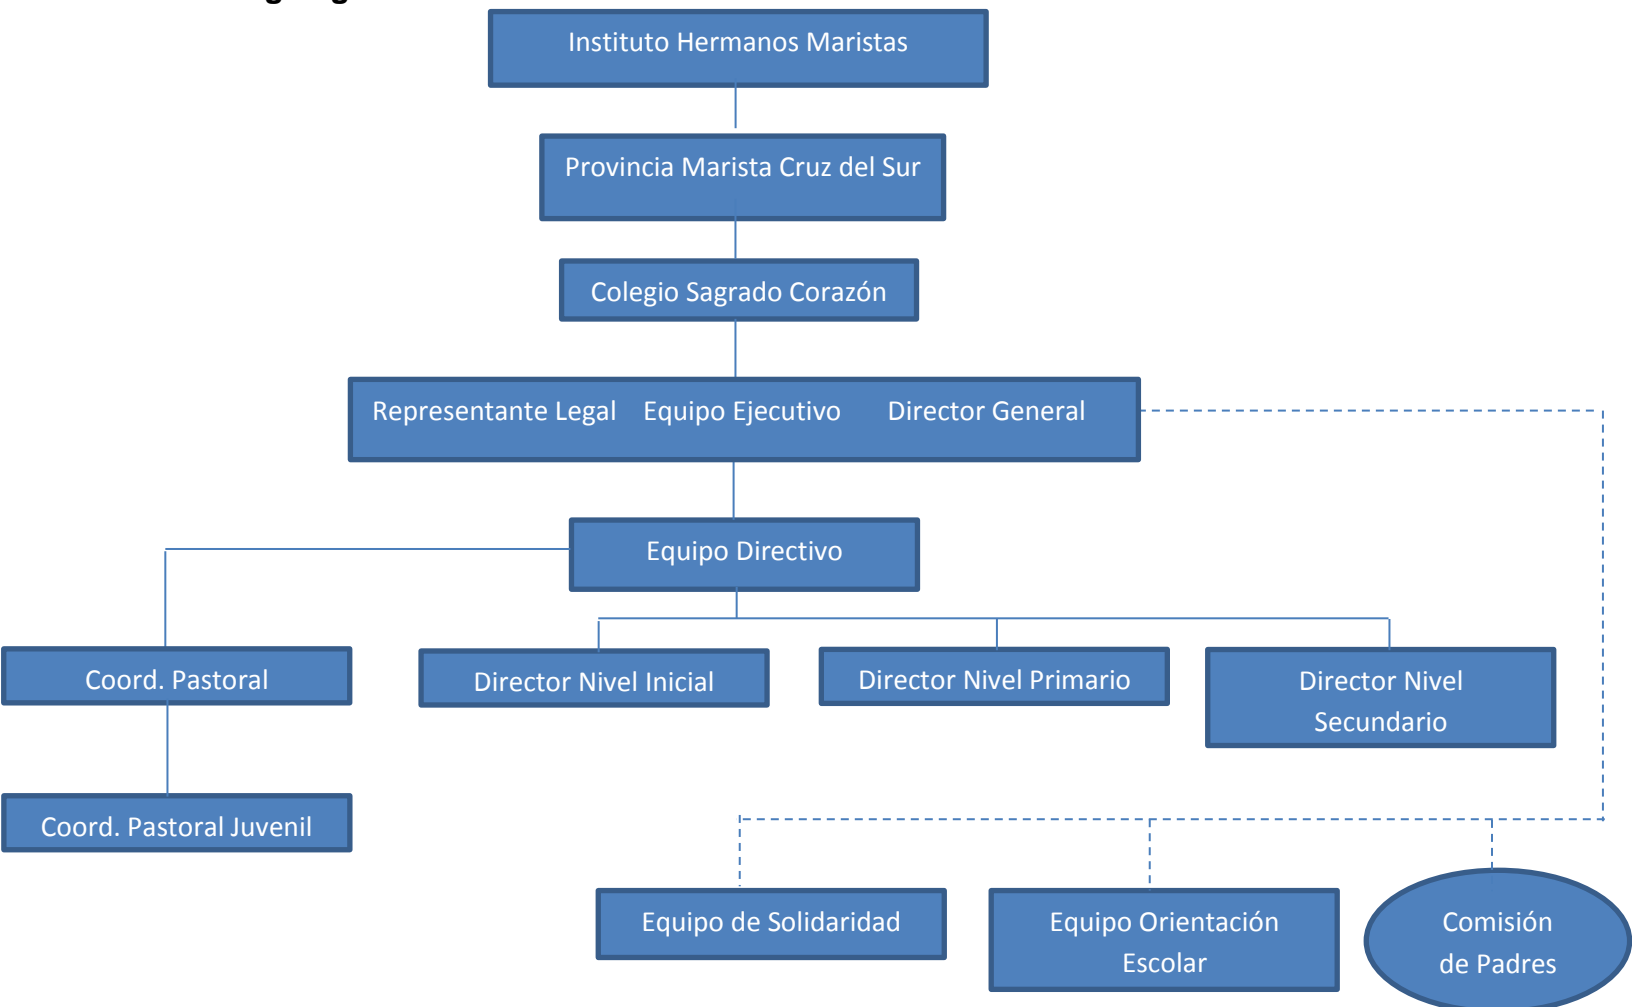 Instituto Hermanos Maristas
Provincia Marista Cruz del Sur
Colegio Sagrado Corazón
Representante Legal Equipo Ejecutivo Director General
Equipo Directivo
Coord. Pastoral
Director Nivel Inicial
Director Nivel Primario
Director Nivel
Secundario
Coord. Pastoral Juvenil
Equipo de Solidaridad
Equipo Orientación
Escolar
Comisión
de Padres